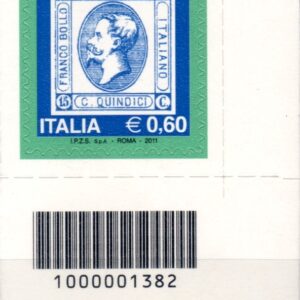 FRANCO BOLLO
ITALIANO
15 C. QUINDICI C.
ITALIA € 0,60
I.P.Z.S. S.p.A. - ROMA - 2011
1000001382